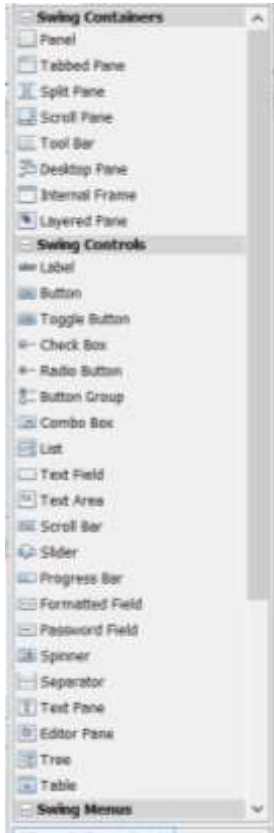 Swing Containers
Panel
Tabbed Pane
Split Pane
Scroll Pane
Tool Bar
Desktop Pane
Internal Frame
Layered Pane
Swing Controls
Label
Button
Toggle Button
Check Box
Radio Button
Button Group
Combo Box
List
Text Field
Text Area
Scroll Bar
Slider
Progress Bar
Formatted Field
Password Field
Spinner
Separator
Text Pane
Editor Pane
Tree
Table
Swing Menus